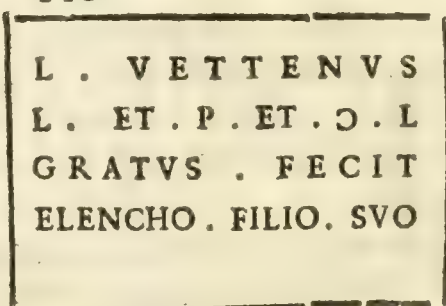 L . VETTENVS
L. ET . P . ET . Ɔ . L
GRATVS . FECIT
ELENCHO . FILIO. SVO